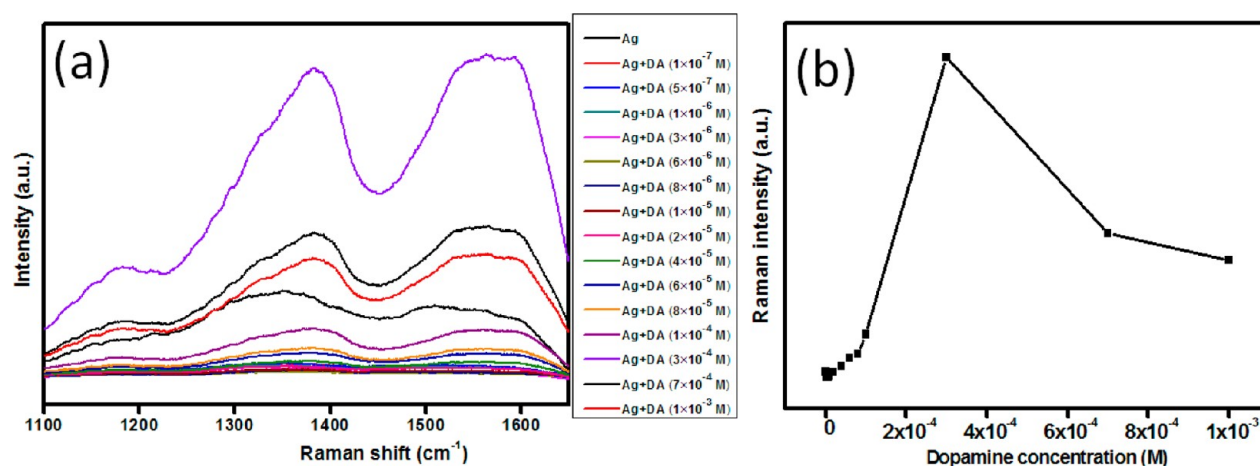 (a)
Intensity (a.u.)
1100 1200 1300 1400 1500 1600
Raman shift (cm⁻¹)
Ag
Ag+DA (1×10⁻⁷ M)
Ag+DA (5×10⁻⁷ M)
Ag+DA (1×10⁻⁶ M)
Ag+DA (3×10⁻⁶ M)
Ag+DA (6×10⁻⁶ M)
Ag+DA (8×10⁻⁶ M)
Ag+DA (1×10⁻⁵ M)
Ag+DA (2×10⁻⁵ M)
Ag+DA (4×10⁻⁵ M)
Ag+DA (6×10⁻⁵ M)
Ag+DA (8×10⁻⁵ M)
Ag+DA (1×10⁻⁴ M)
Ag+DA (3×10⁻⁴ M)
Ag+DA (7×10⁻⁴ M)
Ag+DA (1×10⁻³ M)
(b)
Raman intensity (a.u.)
0 2x10⁻⁴ 4x10⁻⁴ 6x10⁻⁴ 8x10⁻⁴ 1x10⁻³
Dopamine concentration (M)